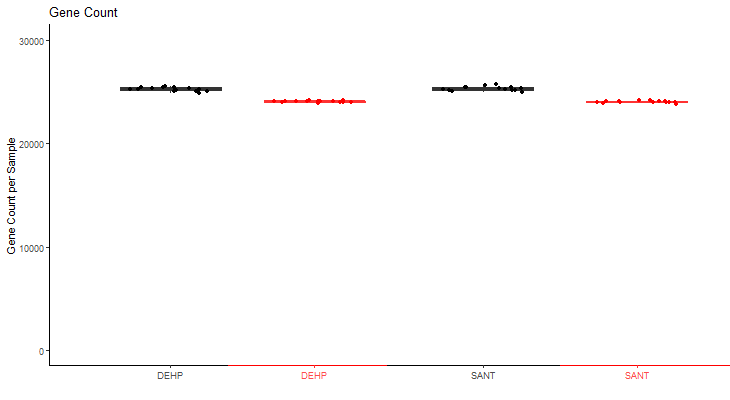 Gene Count
30000
20000
10000
0
Gene Count per Sample
DEHP DEHP SANT SANT